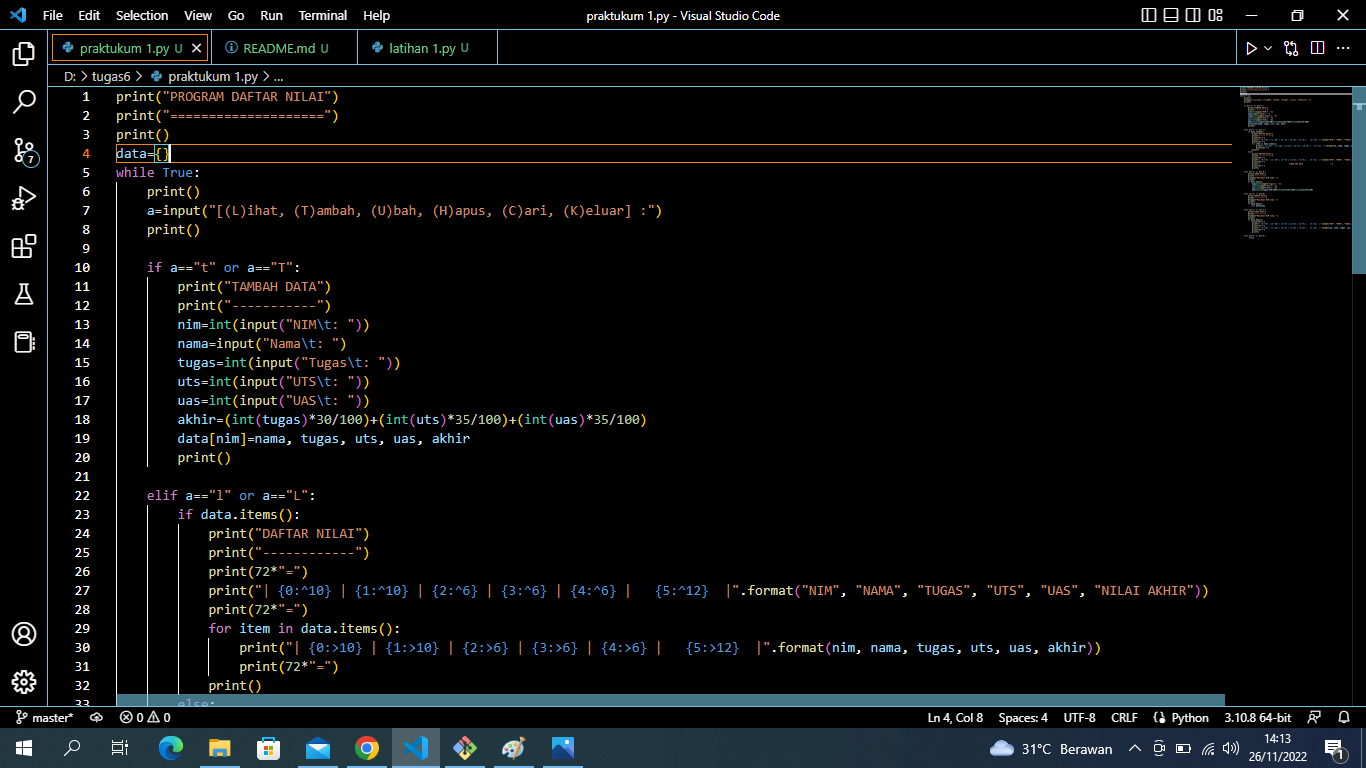 File Edit Selection View Go Run Terminal Help praktukum 1.py - Visual Studio Code
praktukum 1.py U README.md U latihan 1.py U
D: > tugas6 > praktukum 1.py > ...
1 print("PROGRAM DAFTAR NILAI")
2 print("====================")
3 print()
4 data={}
5 while True:
6 print()
7 a=input("[(L)ihat, (T)ambah, (U)bah, (H)apus, (C)ari, (K)eluar] :")
8 print()
9
10 if a=="t" or a=="T":
11 print("TAMBAH DATA")
12 print("-----------")
13 nim=int(input("NIM\t: "))
14 nama=input("Nama\t: ")
15 tugas=int(input("Tugas\t: "))
16 uts=int(input("UTS\t: "))
17 uas=int(input("UAS\t: "))
18 akhir=(int(tugas)*30/100)+(int(uts)*35/100)+(int(uas)*35/100)
19 data[nim]=nama, tugas, uts, uas, akhir
20 print()
21
22 elif a=="l" or a=="L":
23 if data.items():
24 print("DAFTAR NILAI")
25 print("------------")
26 print(72*"=")
27 print("| {0:^10} | {1:^10} | {2:^6} | {3:^6} | {4:^6} |   {5:^12}  |".format("NIM", "NAMA", "TUGAS", "UTS", "UAS", "NILAI AKHIR"))
28 print(72*"=")
29 for item in data.items():
30 print("| {0:>10} | {1:>10} | {2:>6} | {3:>6} | {4:>6} |   {5:>12}  |".format(nim, nama, tugas, uts, uas, akhir))
31 print(72*"=")
32 print()
33 else:
7
master* 0 0 Ln 4, Col 8 Spaces: 4 UTF-8 CRLF Python 3.10.8 64-bit
31°C Berawan 14:13
26/11/2022 1